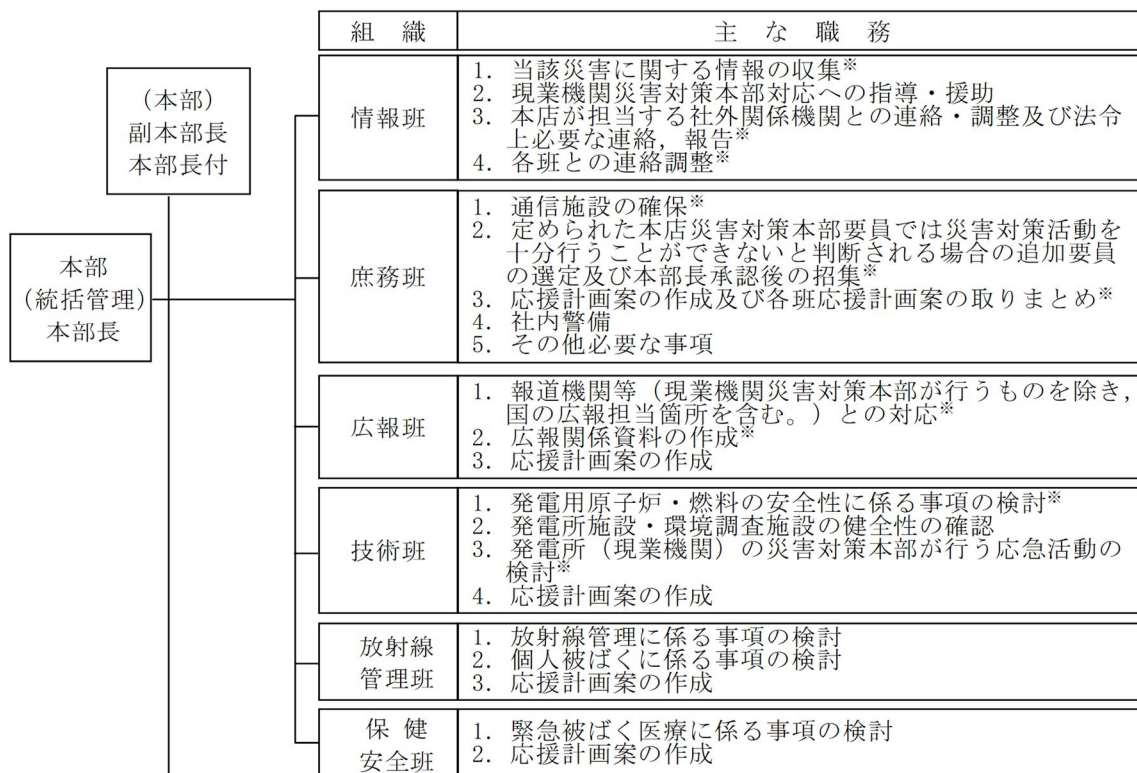 組織 主な職務
(本部)
副本部長
本部長付
本部
(統括管理)
本部長
情報班
1. 当該災害に関する情報の収集※
2. 現業機関災害対策本部対応への指導・援助
3. 本店が担当する社外関係機関との連絡・調整及び法令
上必要な連絡,報告※
4. 各班との連絡調整※
庶務班
1. 通信施設の確保※
2. 定められた本店災害対策本部要員では災害対策活動を
十分行うことができないと判断される場合の追加要員
の選定及び本部長承認後の招集※
3. 応援計画案の作成及び各班応援計画案の取りまとめ※
4. 社内警備
5. その他必要な事項
広報班
1. 報道機関等(現業機関災害対策本部が行うものを除き,
国の広報担当箇所を含む。)との対応※
2. 広報関係資料の作成※
3. 応援計画案の作成
技術班
1. 発電用原子炉・燃料の安全性に係る事項の検討※
2. 発電所施設・環境調査施設の健全性の確認
3. 発電所(現業機関)の災害対策本部が行う応急活動の
検討※
4. 応援計画案の作成
放射線
管理班
1. 放射線管理に係る事項の検討
2. 個人被ばくに係る事項の検討
3. 応援計画案の作成
保健
安全班
1. 緊急被ばく医療に係る事項の検討
2. 応援計画案の作成